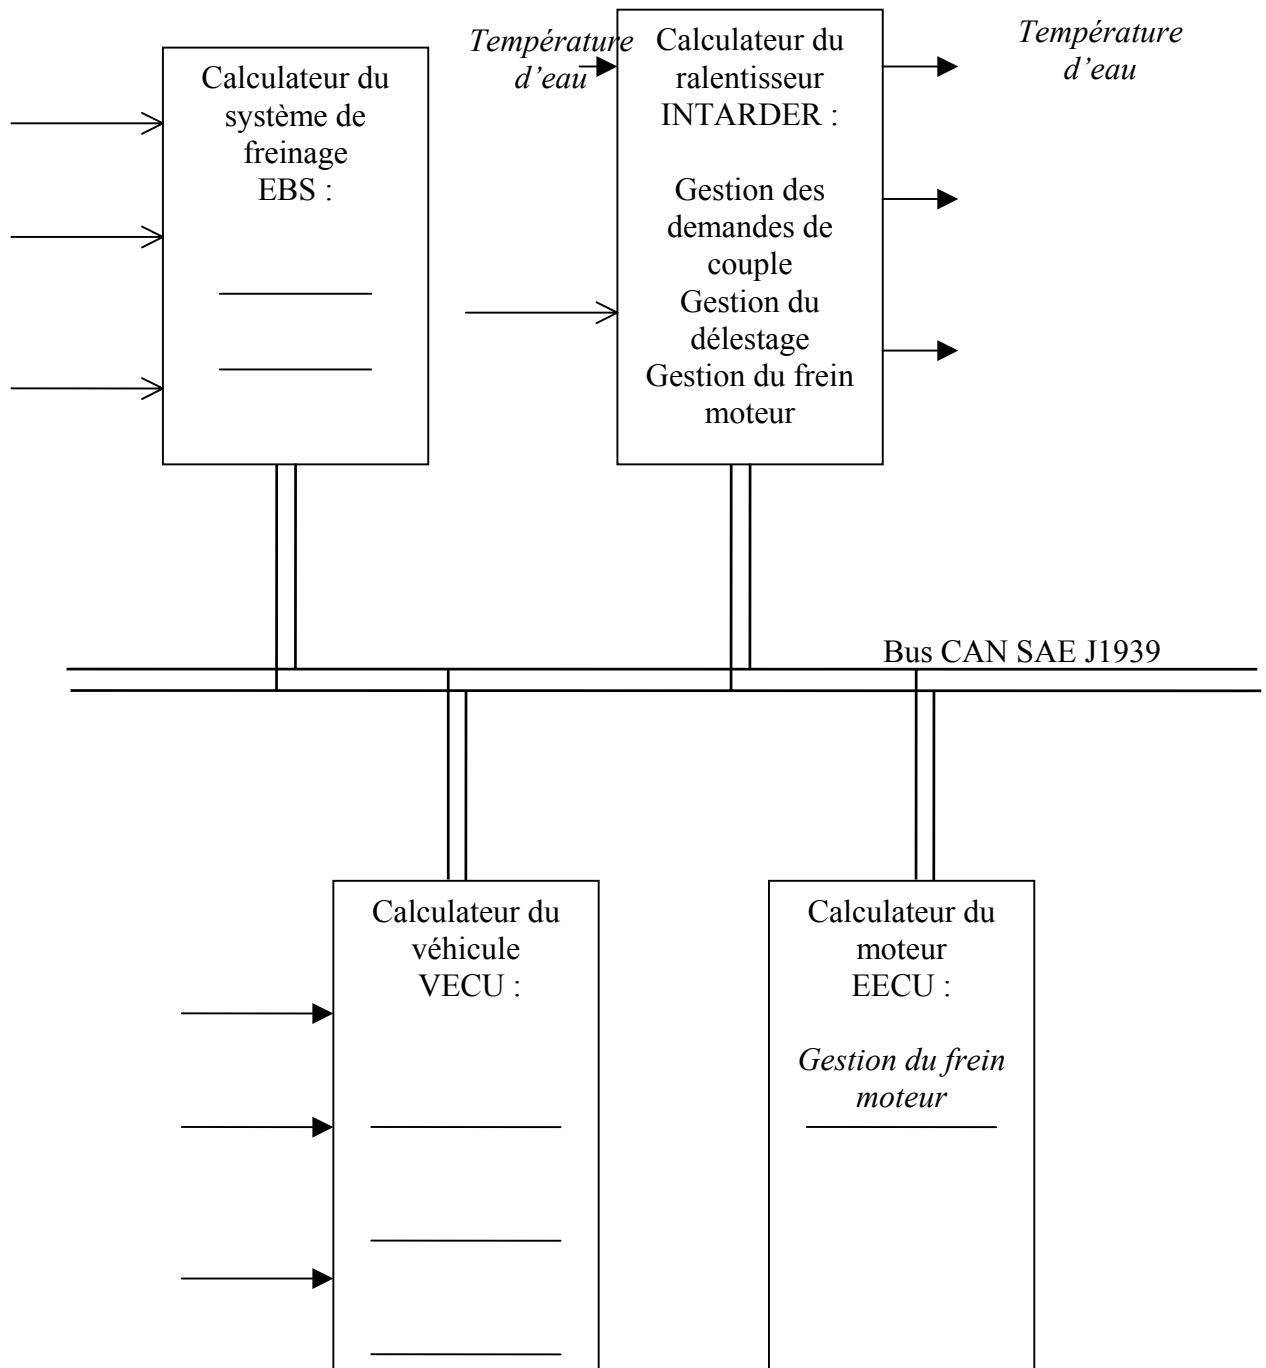 Calculateur du
système de
freinage
EBS :
Température
d’eau
Calculateur du
ralentisseur
INTARDER :
Gestion des
demandes de
couple
Gestion du
délestage
Gestion du frein
moteur
Température
d’eau
Bus CAN SAE J1939
Calculateur du
véhicule
VECU :
Calculateur du
moteur
EECU :
Gestion du frein
moteur